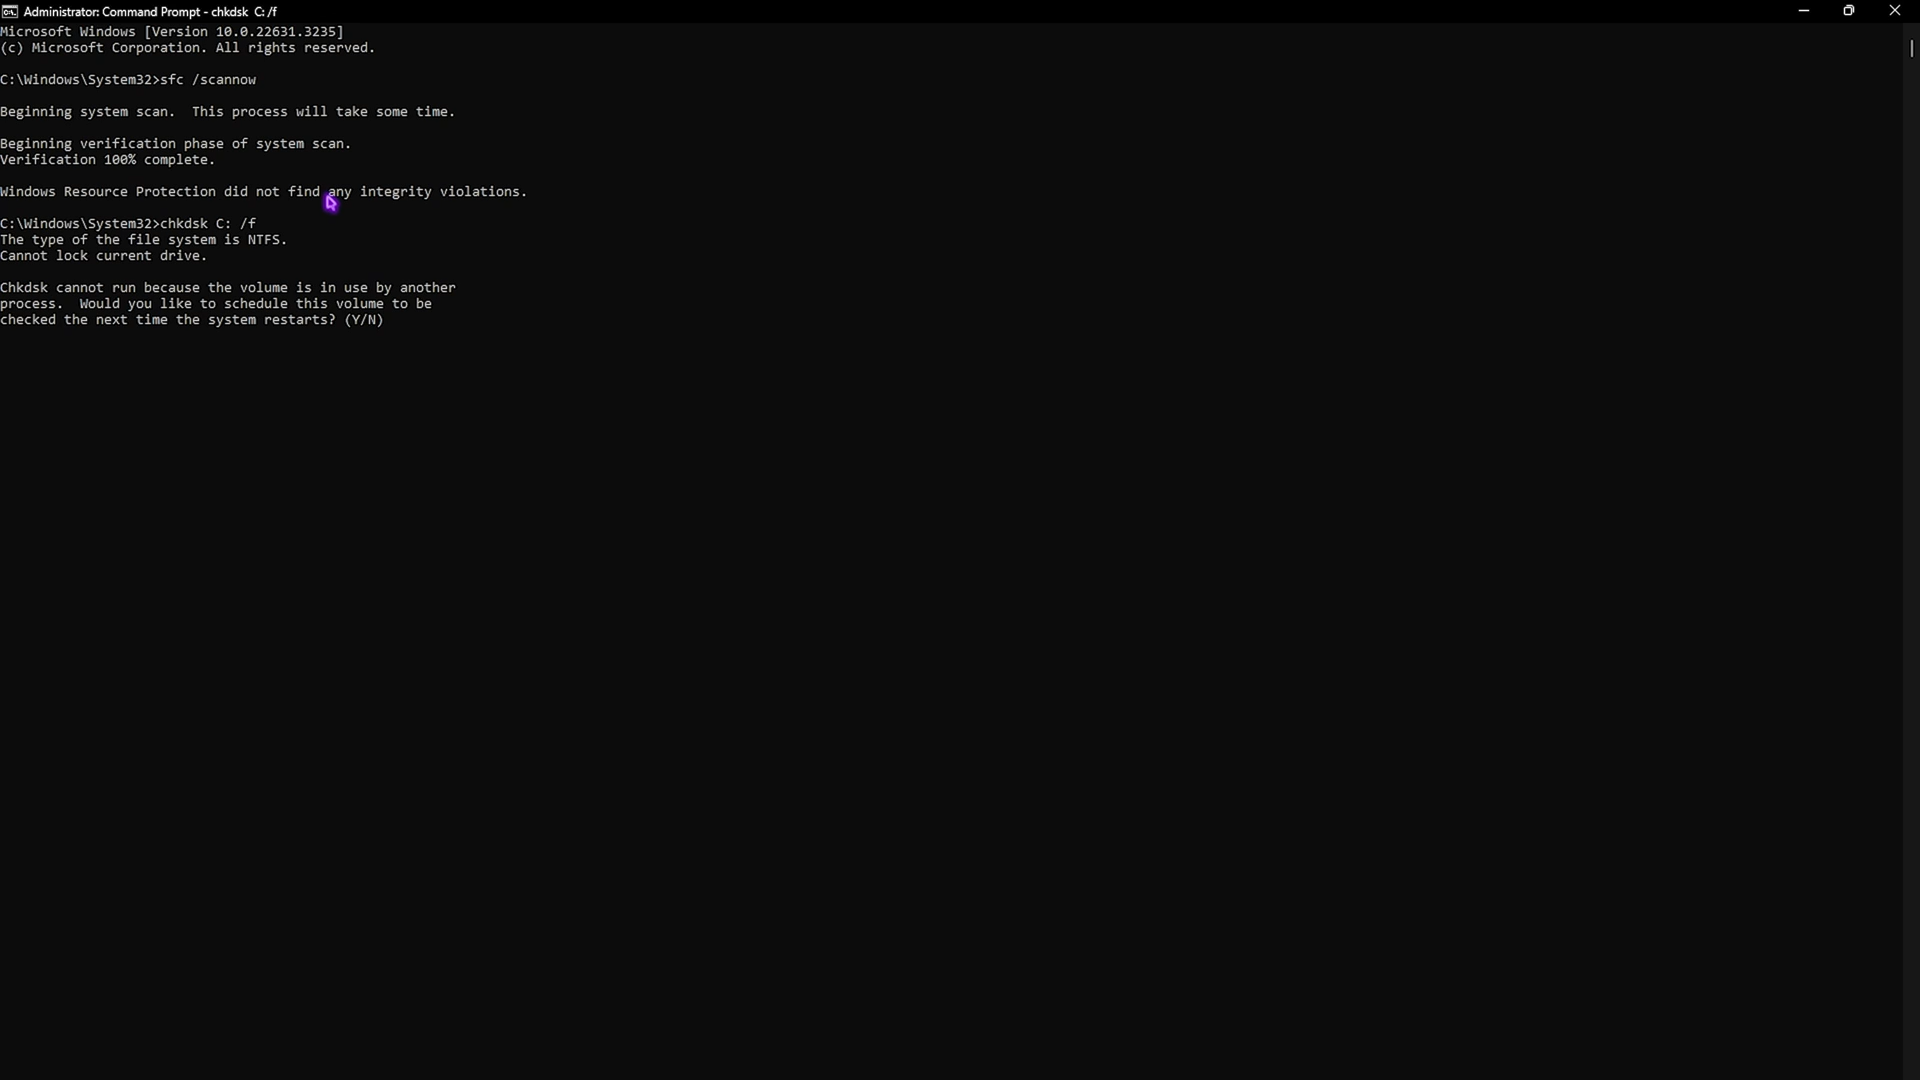 Administrator: Command Prompt - chkdsk  C: /f
Microsoft Windows [Version 10.0.22631.3235]
(c) Microsoft Corporation. All rights reserved.
C:\Windows\System32>sfc /scannow
Beginning system scan.  This process will take some time.
Beginning verification phase of system scan.
Verification 100% complete.
Windows Resource Protection did not find any integrity violations.
C:\Windows\System32>chkdsk C: /f
The type of the file system is NTFS.
Cannot lock current drive.
Chkdsk cannot run because the volume is in use by another
process.  Would you like to schedule this volume to be
checked the next time the system restarts? (Y/N)